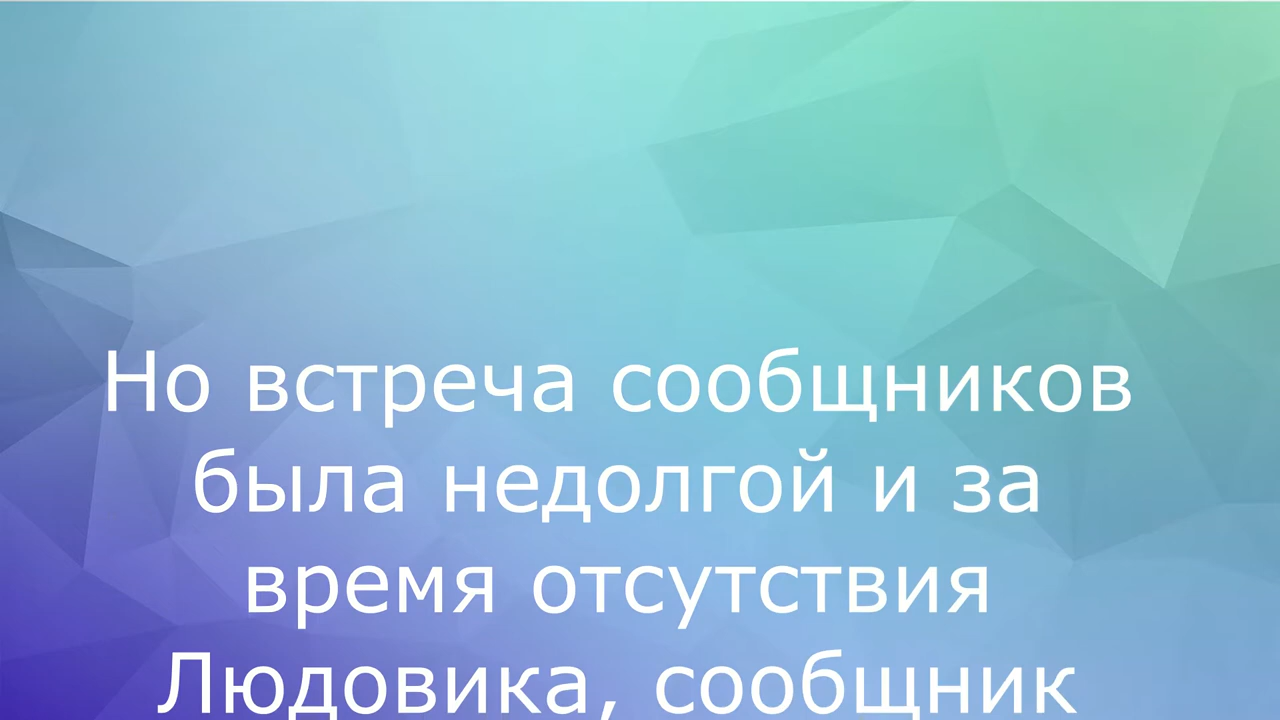 Но встреча сообщников
была недолгой и за
время отсутствия
Людовика, сообщник